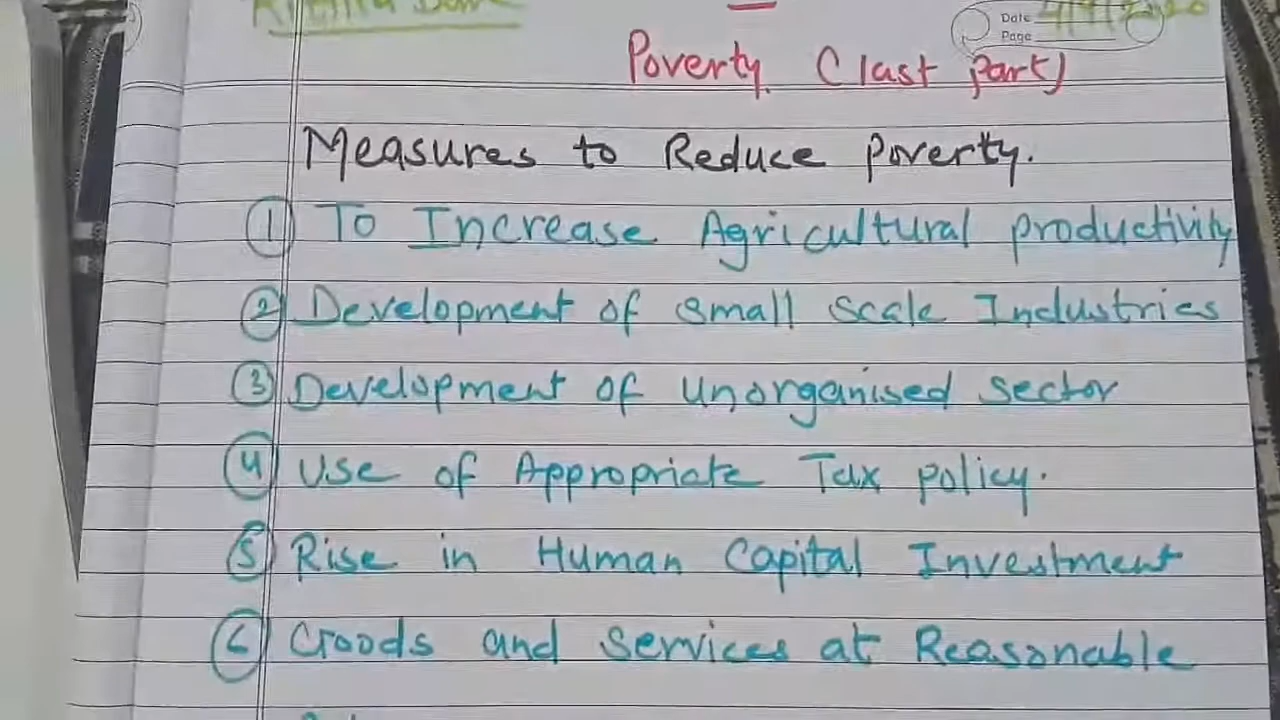 Date
Page
Poverty (last part)
Measures to Reduce Poverty.
① To Increase Agricultural productivity
② Development of small scale Industries
③ Development of Unorganised sector
④ Use of Appropriate Tax policy.
⑤ Rise in Human Capital Investment
⑥ Goods and services at Reasonable